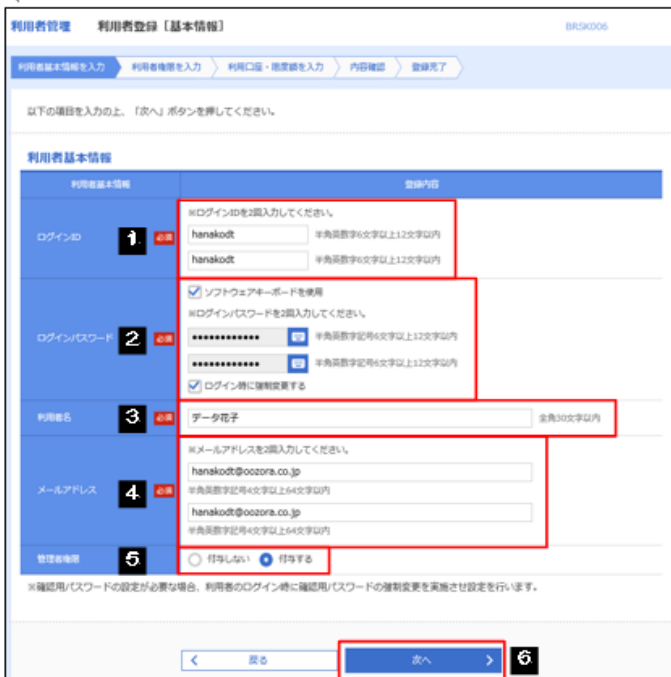 利用者管理 利用者登録〔基本情報〕 BRSK006
利用者基本情報を入力 利用者権限を入力 利用口座・限度額を入力 内容確認 登録完了
以下の項目を入力の上、「次へ」ボタンを押してください。
利用者基本情報
利用者基本情報 登録内容
※ログインIDを2回入力してください。
ログインID 1. 必須 hanakodt 半角英数字6文字以上12文字以内
hanakodt 半角英数字6文字以上12文字以内
ソフトウェアキーボードを使用
※ログインパスワードを2回入力してください。
ログインパスワード 2 必須 ●●●●●●●●●●●● 半角英数字記号6文字以上12文字以内
●●●●●●●●●●●● 半角英数字記号6文字以上12文字以内
ログイン時に強制変更する
利用者名 3. 必須 データ花子 全角30文字以内
※メールアドレスを2回入力してください。
hanakodt@oozora.co.jp
メールアドレス 4. 必須 半角英数字記号4文字以上64文字以内
hanakodt@oozora.co.jp
半角英数字記号4文字以上64文字以内
管理者権限 5. 付与しない 付与する
※確認用パスワードの設定が必要な場合、利用者のログイン時に確認用パスワードの強制変更を実施させ設定を行います。
戻る 次へ 6.